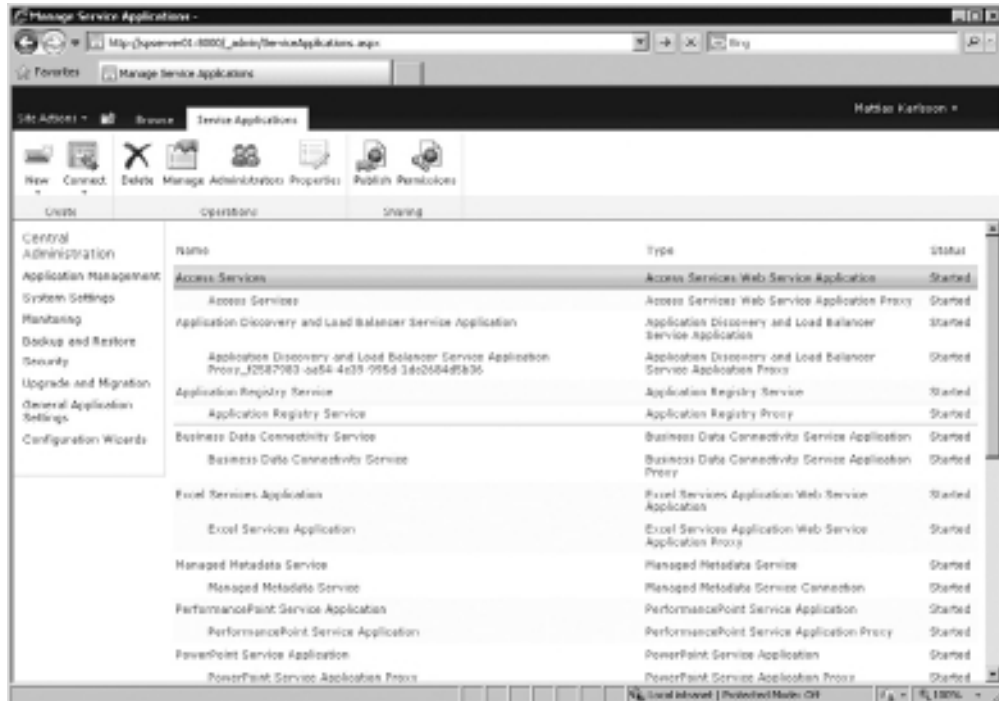 Manage Service Applications -
http://spserver01:8080/_admin/ServiceApplications.aspx
Bing
Favorites
Manage Service Applications
Site Actions
Browse
Service Applications
Mattias Karlsson
New
Connect
Delete
Manage
Administrators
Properties
Publish
Permissions
Create
Operations
Sharing
Central
Administration
Application Management
System Settings
Monitoring
Backup and Restore
Security
Upgrade and Migration
General Application
Settings
Configuration Wizards
Name Type Status
Access Services Access Services Web Service Application Started
Access Services Access Services Web Service Application Proxy Started
Application Discovery and Load Balancer Service Application Application Discovery and Load Balancer Started
Service Application
Application Discovery and Load Balancer Service Application Application Discovery and Load Balancer Started
Service Application Proxy
Application Registry Service Application Registry Service Started
Application Registry Service Application Registry Proxy Started
Business Data Connectivity Service Business Data Connectivity Service Application Started
Business Data Connectivity Service Business Data Connectivity Service Application Started
Proxy
Excel Services Application Excel Services Application Web Service Started
Application
Excel Services Application Excel Services Application Web Service Started
Application Proxy
Managed Metadata Service Managed Metadata Service Started
Managed Metadata Service Managed Metadata Service Connection Started
PerformancePoint Service Application PerformancePoint Service Application Started
PerformancePoint Service Application PerformancePoint Service Application Proxy Started
PowerPoint Service Application PowerPoint Service Application Started
PowerPoint Service Application Proxy PowerPoint Service Application Proxy Started
Local intranet | Protected Mode: Off
100%